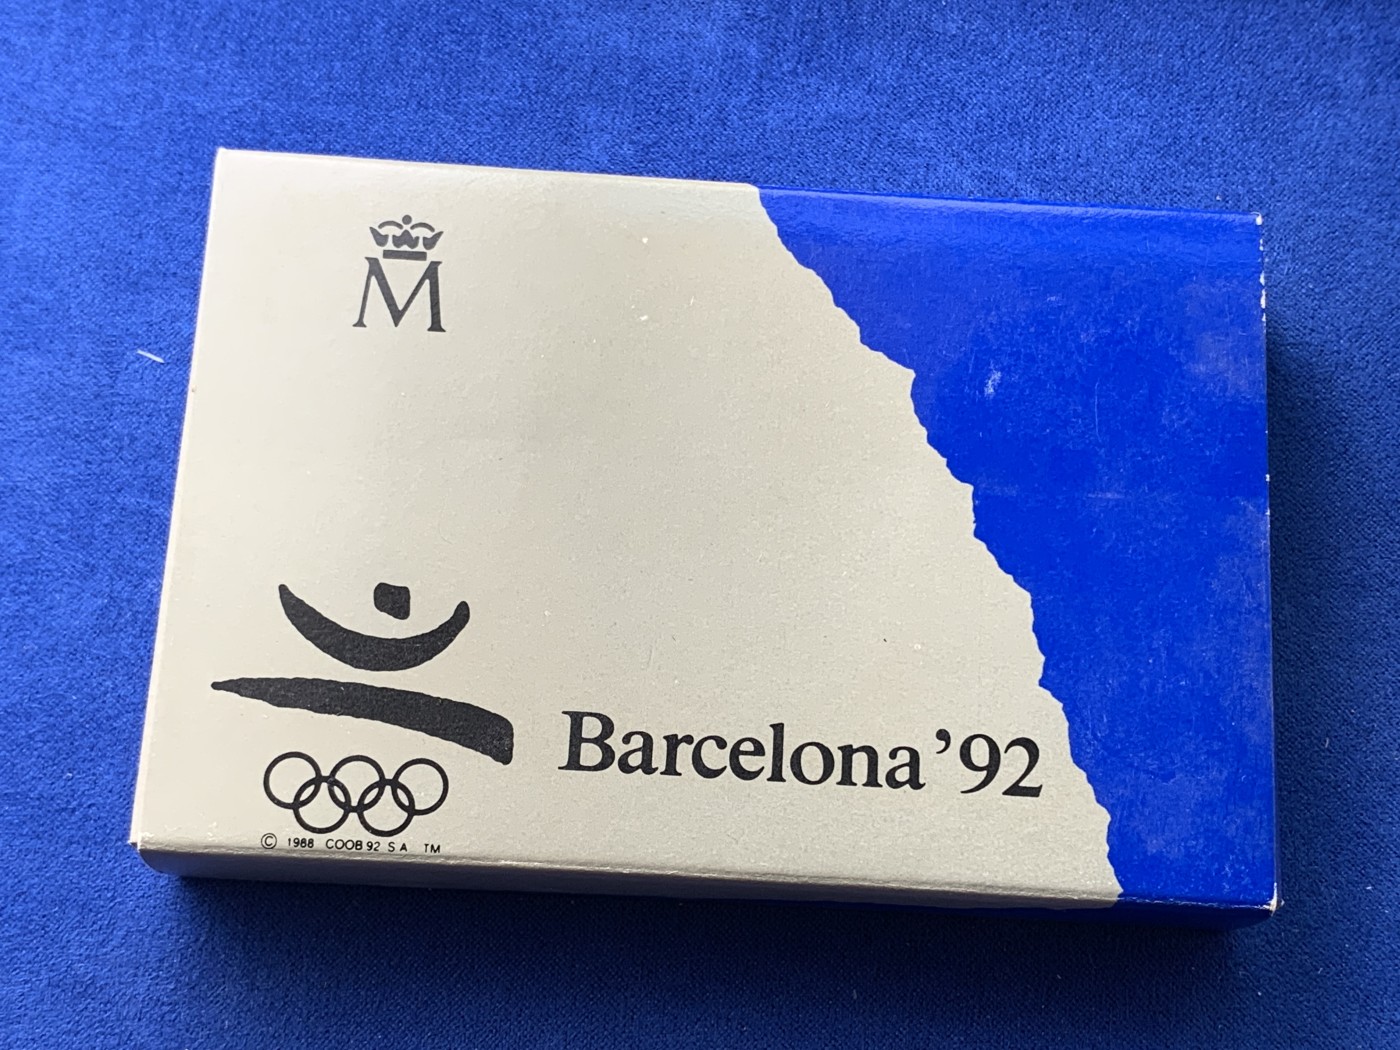 M
Barcelona '92
© 1988 COOB 92 S A TM